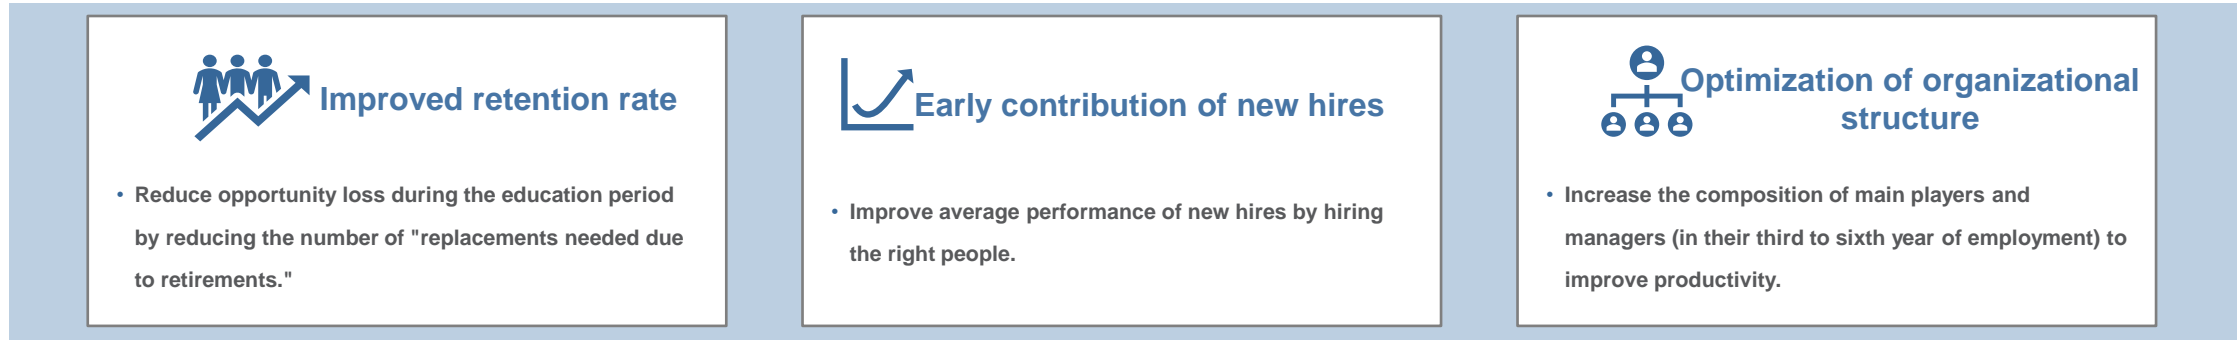 Improved retention rate
• Reduce opportunity loss during the education period
by reducing the number of "replacements needed due
to retirements."
Early contribution of new hires
• Improve average performance of new hires by hiring
the right people.
Optimization of organizational
structure
• Increase the composition of main players and
managers (in their third to sixth year of employment) to
improve productivity.